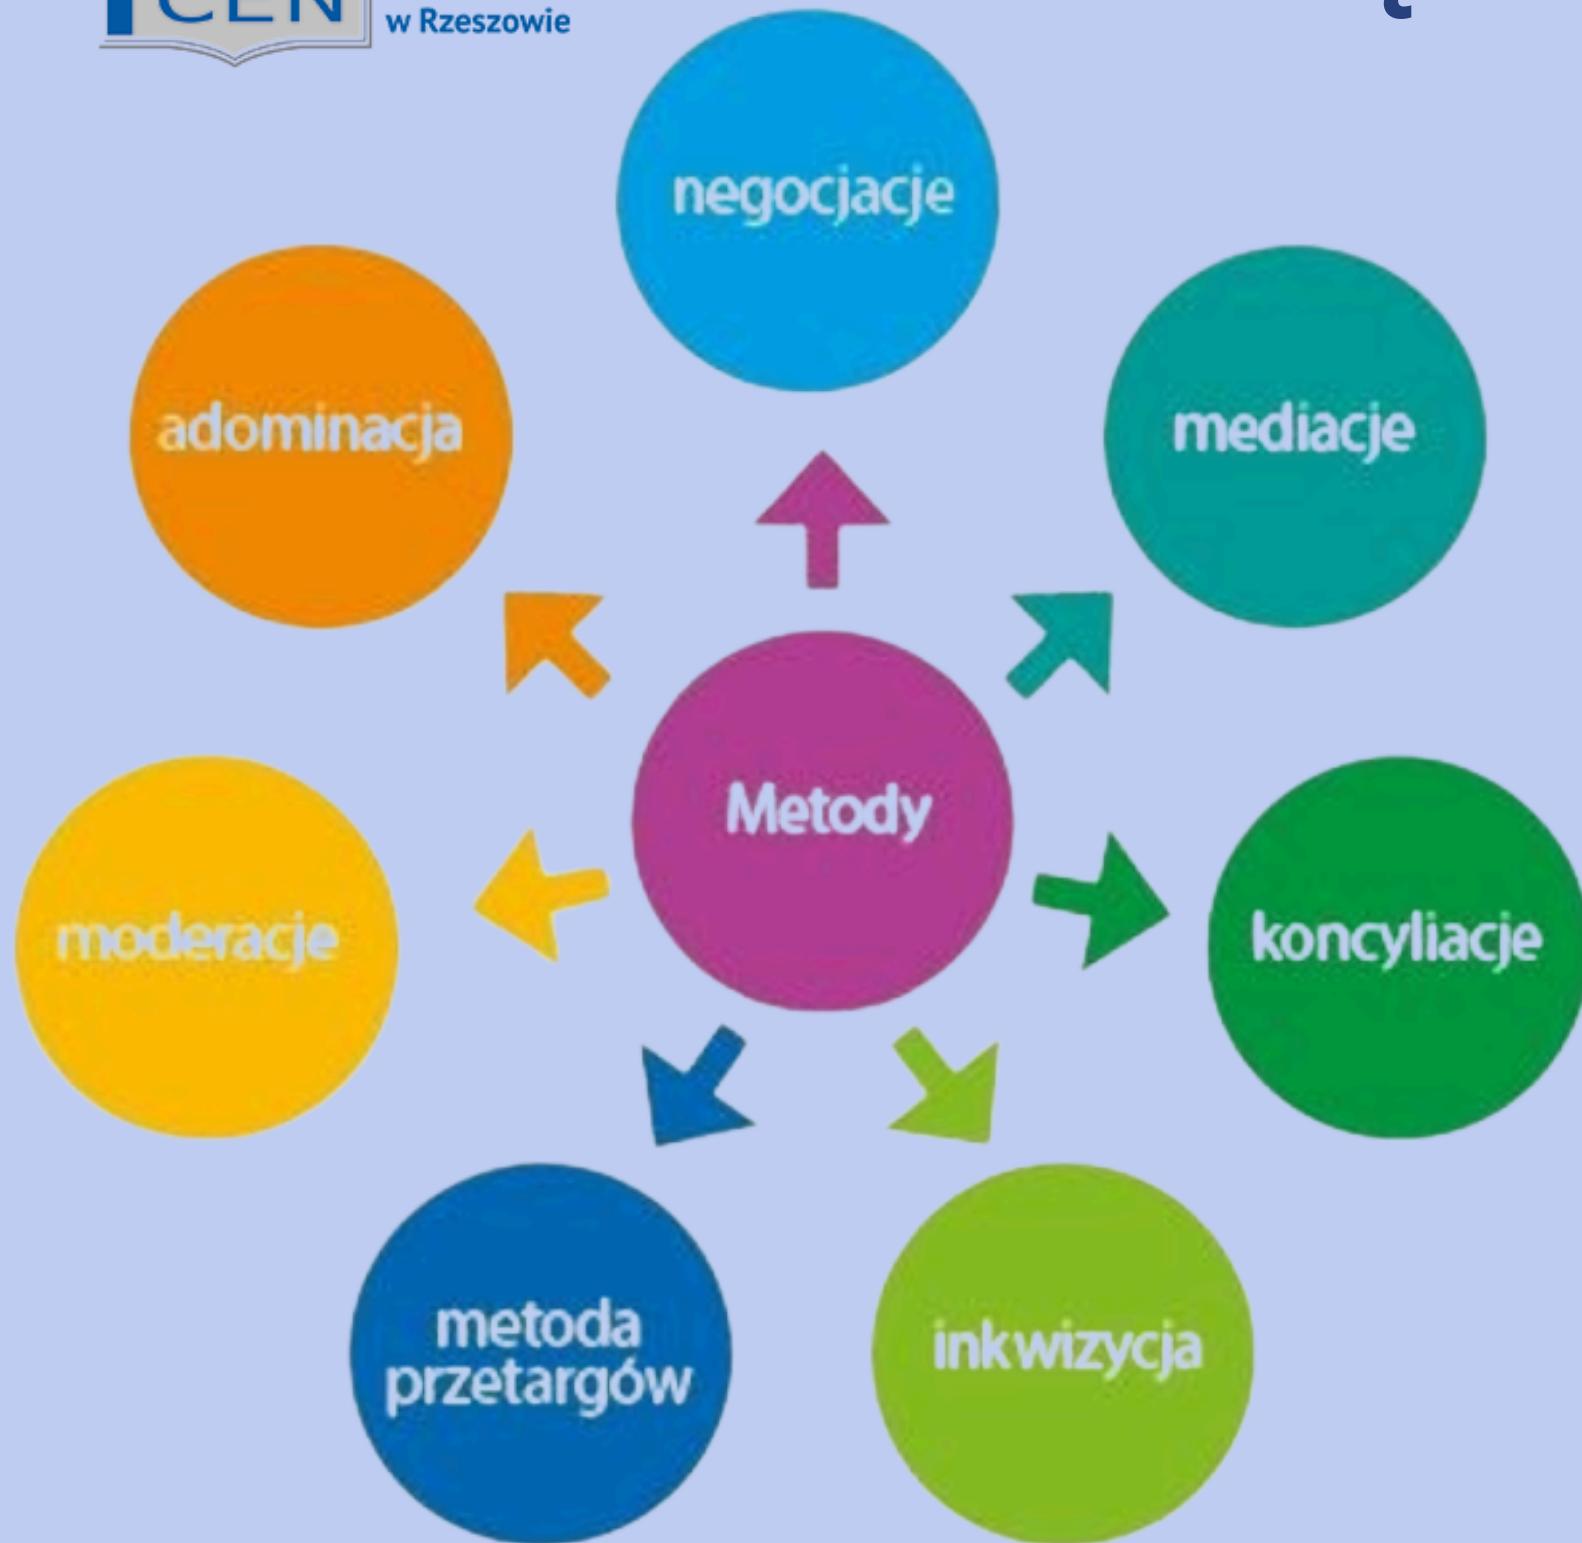 CEN
w Rzeszowie
negocjacje
adominacja
mediacje
Metody
moderacje
koncyliacje
metoda
przetargów
inkwizycja